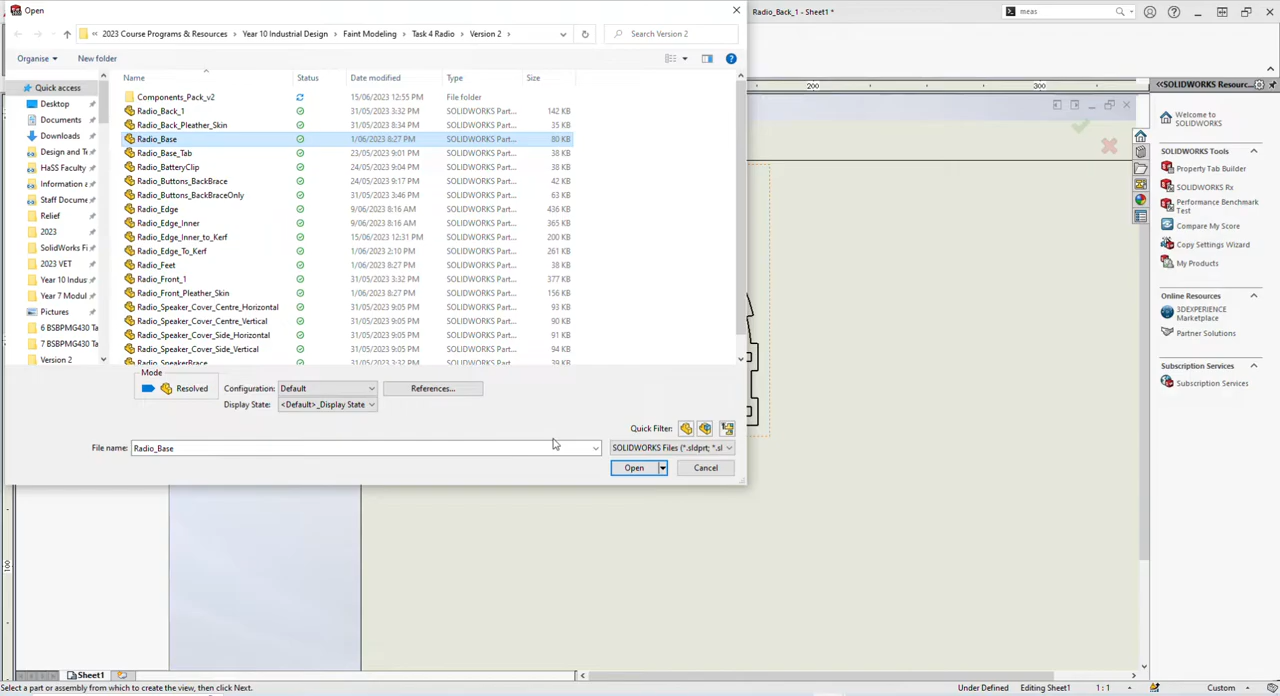 Open
Radio_Back_1 - Sheet1 *
meas
« 2023 Course Programs & Resources > Year 10 Industrial Design > Faint Modeling > Task 4 Radio > Version 2 >
Search Version 2
Organise
New folder
Quick access
Desktop
Documents
Downloads
Design and Te
HaSS Faculty
Information a
Staff Docume
Relief
2023
SolidWorks Fi
2023 VET
Year 10 Indus
Year 7 Modul
Pictures
6 BSBPMG430 Ta
7 BSBPMG430 Ta
Version 2
Name Status Date modified Type Size
Components_Pack_v2 15/06/2023 12:55 PM File folder
Radio_Back_1 31/05/2023 3:32 PM SOLIDWORKS Part... 142 KB
Radio_Back_Pleather_Skin 31/05/2023 8:34 PM SOLIDWORKS Part... 35 KB
Radio_Base 1/06/2023 8:27 PM SOLIDWORKS Part... 80 KB
Radio_Base_Tab 23/05/2023 9:01 PM SOLIDWORKS Part... 38 KB
Radio_BatteryClip 24/05/2023 9:04 PM SOLIDWORKS Part... 38 KB
Radio_Buttons_BackBrace 24/05/2023 9:17 PM SOLIDWORKS Part... 42 KB
Radio_Buttons_BackBraceOnly 31/05/2023 3:46 PM SOLIDWORKS Part... 63 KB
Radio_Edge 9/06/2023 8:16 AM SOLIDWORKS Part... 436 KB
Radio_Edge_Inner 9/06/2023 8:16 AM SOLIDWORKS Part... 365 KB
Radio_Edge_Inner_to_Kerf 15/06/2023 12:31 PM SOLIDWORKS Part... 200 KB
Radio_Edge_To_Kerf 1/06/2023 2:10 PM SOLIDWORKS Part... 261 KB
Radio_Feet 1/06/2023 8:27 PM SOLIDWORKS Part... 38 KB
Radio_Front_1 31/05/2023 3:32 PM SOLIDWORKS Part... 377 KB
Radio_Front_Pleather_Skin 1/06/2023 8:27 PM SOLIDWORKS Part... 156 KB
Radio_Speaker_Cover_Centre_Horizontal 31/05/2023 9:05 PM SOLIDWORKS Part... 93 KB
Radio_Speaker_Cover_Centre_Vertical 31/05/2023 9:05 PM SOLIDWORKS Part... 90 KB
Radio_Speaker_Cover_Side_Horizontal 31/05/2023 9:05 PM SOLIDWORKS Part... 91 KB
Radio_Speaker_Cover_Side_Vertical 31/05/2023 9:05 PM SOLIDWORKS Part... 94 KB
Radio_SpeakerBrace 31/05/2023 3:32 PM SOLIDWORKS Part... 39 KB
Mode
Resolved
Configuration: Default
References...
Display State: <Default>_Display State
Quick Filter:
File name: Radio_Base
SOLIDWORKS Files (*.sldprt; *.sl
Open
Cancel
200
300
100
«SOLIDWORKS Resourc...
Welcome to
SOLIDWORKS
SOLIDWORKS Tools
Property Tab Builder
SOLIDWORKS Rx
Performance Benchmark
Test
Compare My Score
Copy Settings Wizard
My Products
Online Resources
3DEXPERIENCE
Marketplace
Partner Solutions
Subscription Services
Subscription Services
Sheet1
Select a part or assembly from which to create the view, then click Next.
Under Defined
Editing Sheet1
1 : 1
Custom